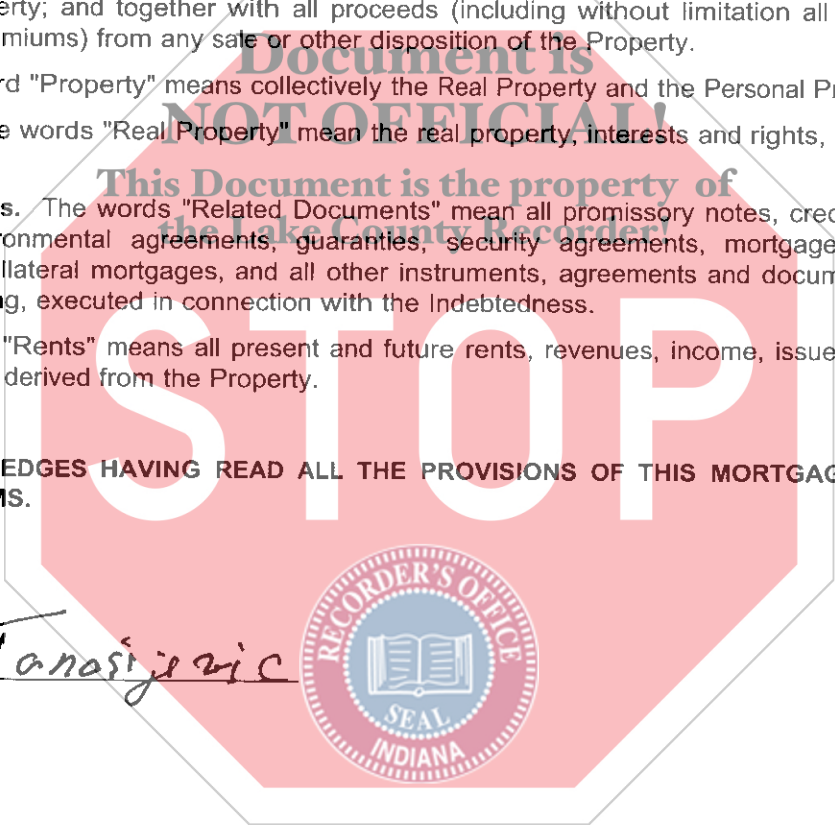 erty; and together with all proceeds (including without limitation all
miums) from any sale or other disposition of the Property.
Document is
rd "Property" means collectively the Real Property and the Personal Pr
NOT OFFICIAL!
e words "Real Property" mean the real property, interests and rights,
This Document is the property of
s. The words "Related Documents" mean all promissory notes, cred
the Lake County Recorder!
onmental agreements, guaranties, security agreements, mortgage
llateral mortgages, and all other instruments, agreements and docum
ng, executed in connection with the Indebtedness.
"Rents" means all present and future rents, revenues, income, issue
derived from the Property.
STOP
EDGES HAVING READ ALL THE PROVISIONS OF THIS MORTGAG
MS.
RECORDER'S OFFICE
SEAL
INDIANA
Tanasijevic